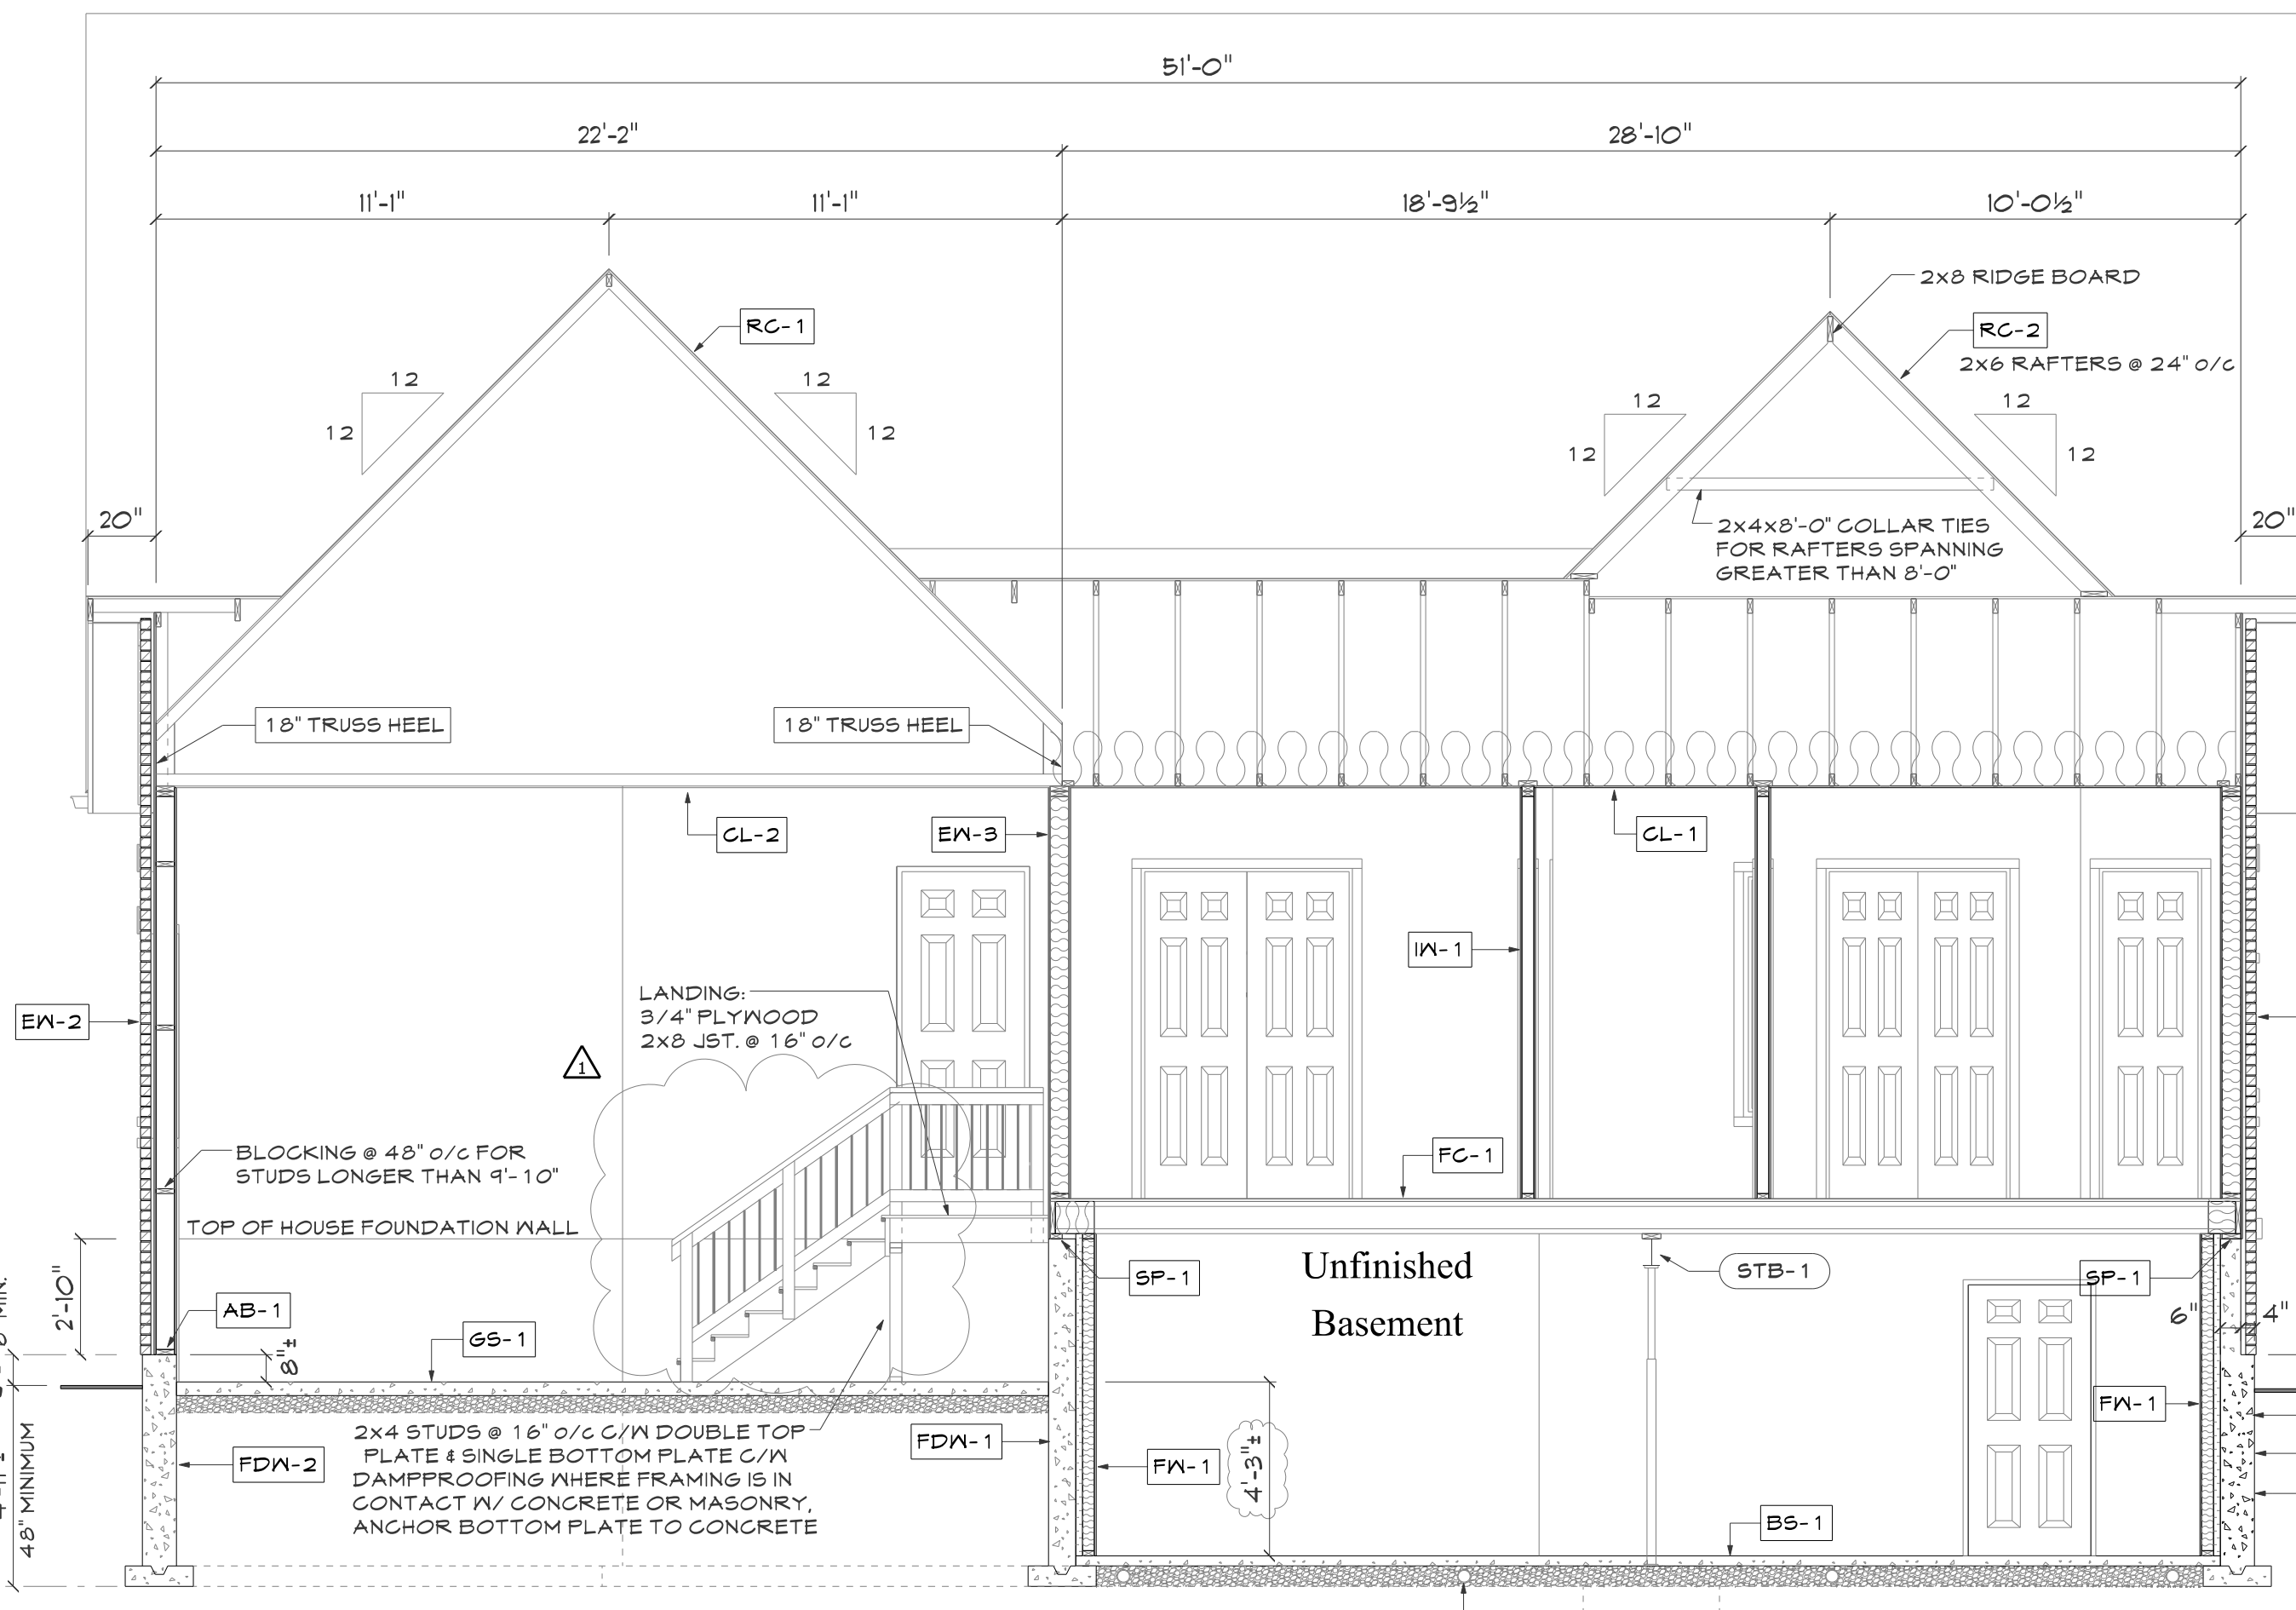 51'-0"
22'-2"
28'-10"
11'-1"
11'-1"
18'-9½"
10'-0½"
2x8 RIDGE BOARD
RC-1
RC-2
2x6 RAFTERS @ 24" o/c
12
12
12
12
12
12
12
12
20"
20"
2x4x8'-0" COLLAR TIES
FOR RAFTERS SPANNING
GREATER THAN 8'-0"
18" TRUSS HEEL
18" TRUSS HEEL
CL-2
EW-3
CL-1
IW-1
EW-2
LANDING:
3/4" PLYWOOD
2x8 JST. @ 16" o/c
1
BLOCKING @ 48" o/c FOR
STUDS LONGER THAN 9'-10"
FC-1
TOP OF HOUSE FOUNDATION WALL
2'-10"
Unfinished
Basement
SP-1
STB-1
SP-1
AB-1
6"
4"
GS-1
8"±
MIN.
48" MINIMUM
2x4 STUDS @ 16" o/c C/W DOUBLE TOP
PLATE & SINGLE BOTTOM PLATE C/W
DAMPPROOFING WHERE FRAMING IS IN
CONTACT W/ CONCRETE OR MASONRY,
ANCHOR BOTTOM PLATE TO CONCRETE
FDW-2
FDW-1
FW-1
4'-3"±
FW-1
BS-1